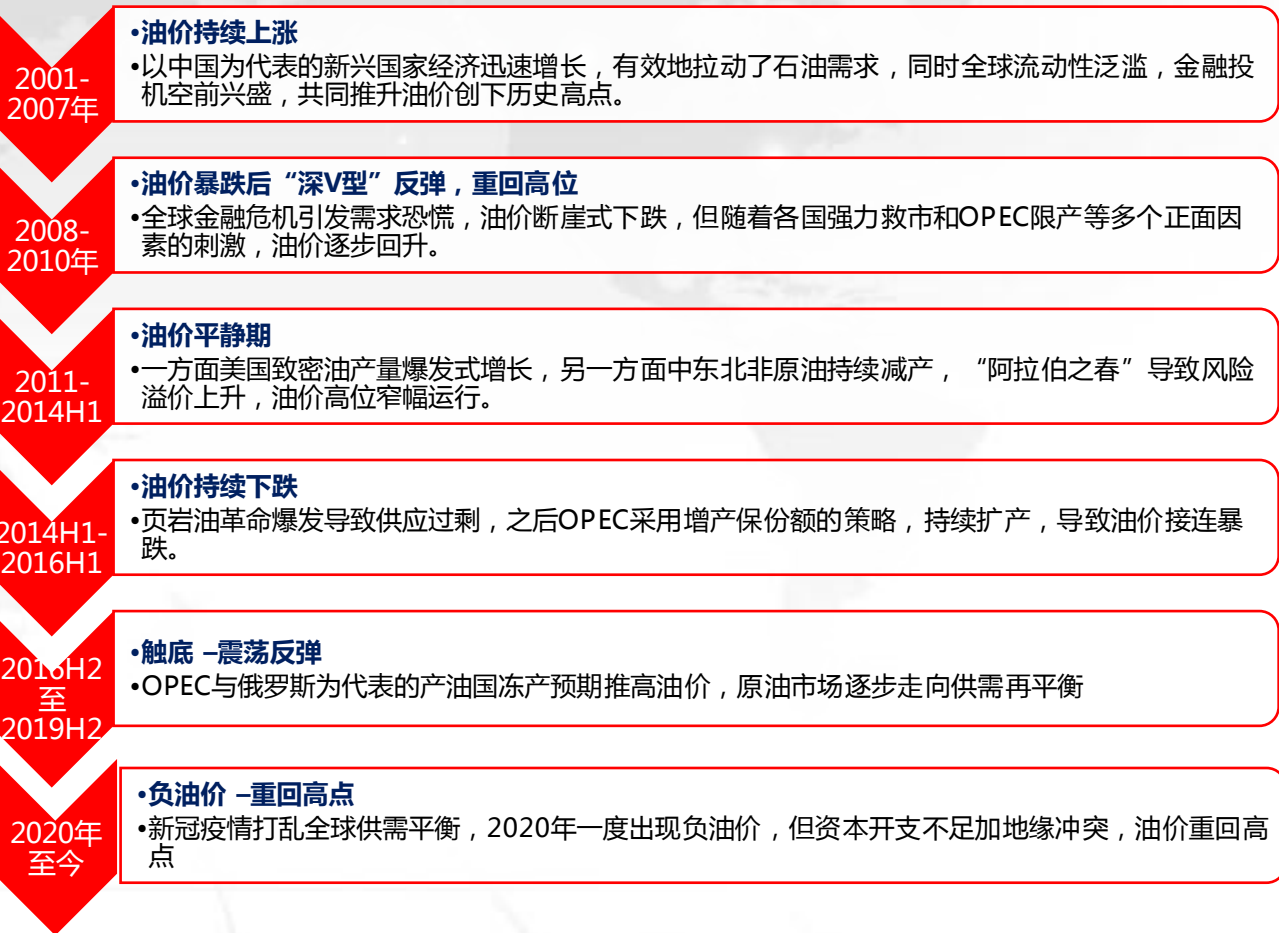 2001-
2007年
•油价持续上涨
•以中国为代表的新兴国家经济迅速增长，有效地拉动了石油需求，同时全球流动性泛滥，金融投
机空前兴盛，共同推升油价创下历史高点。
2008-
2010年
•油价暴跌后“深V型”反弹，重回高位
•全球金融危机引发需求恐慌，油价断崖式下跌，但随着各国强力救市和OPEC限产等多个正面因
素的刺激，油价逐步回升。
2011-
2014H1
•油价平静期
•一方面美国致密油产量爆发式增长，另一方面中东北非原油持续减产，“阿拉伯之春”导致风险
溢价上升，油价高位窄幅运行。
2014H1-
2016H1
•油价持续下跌
•页岩油革命爆发导致供应过剩，之后OPEC采用增产保份额的策略，持续扩产，导致油价接连暴
跌。
2016H2
至
2019H2
•触底 –震荡反弹
•OPEC与俄罗斯为代表的产油国冻产预期推高油价，原油市场逐步走向供需再平衡
2020年
至今
•负油价 –重回高点
•新冠疫情打乱全球供需平衡，2020年一度出现负油价，但资本开支不足加地缘冲突，油价重回高
点